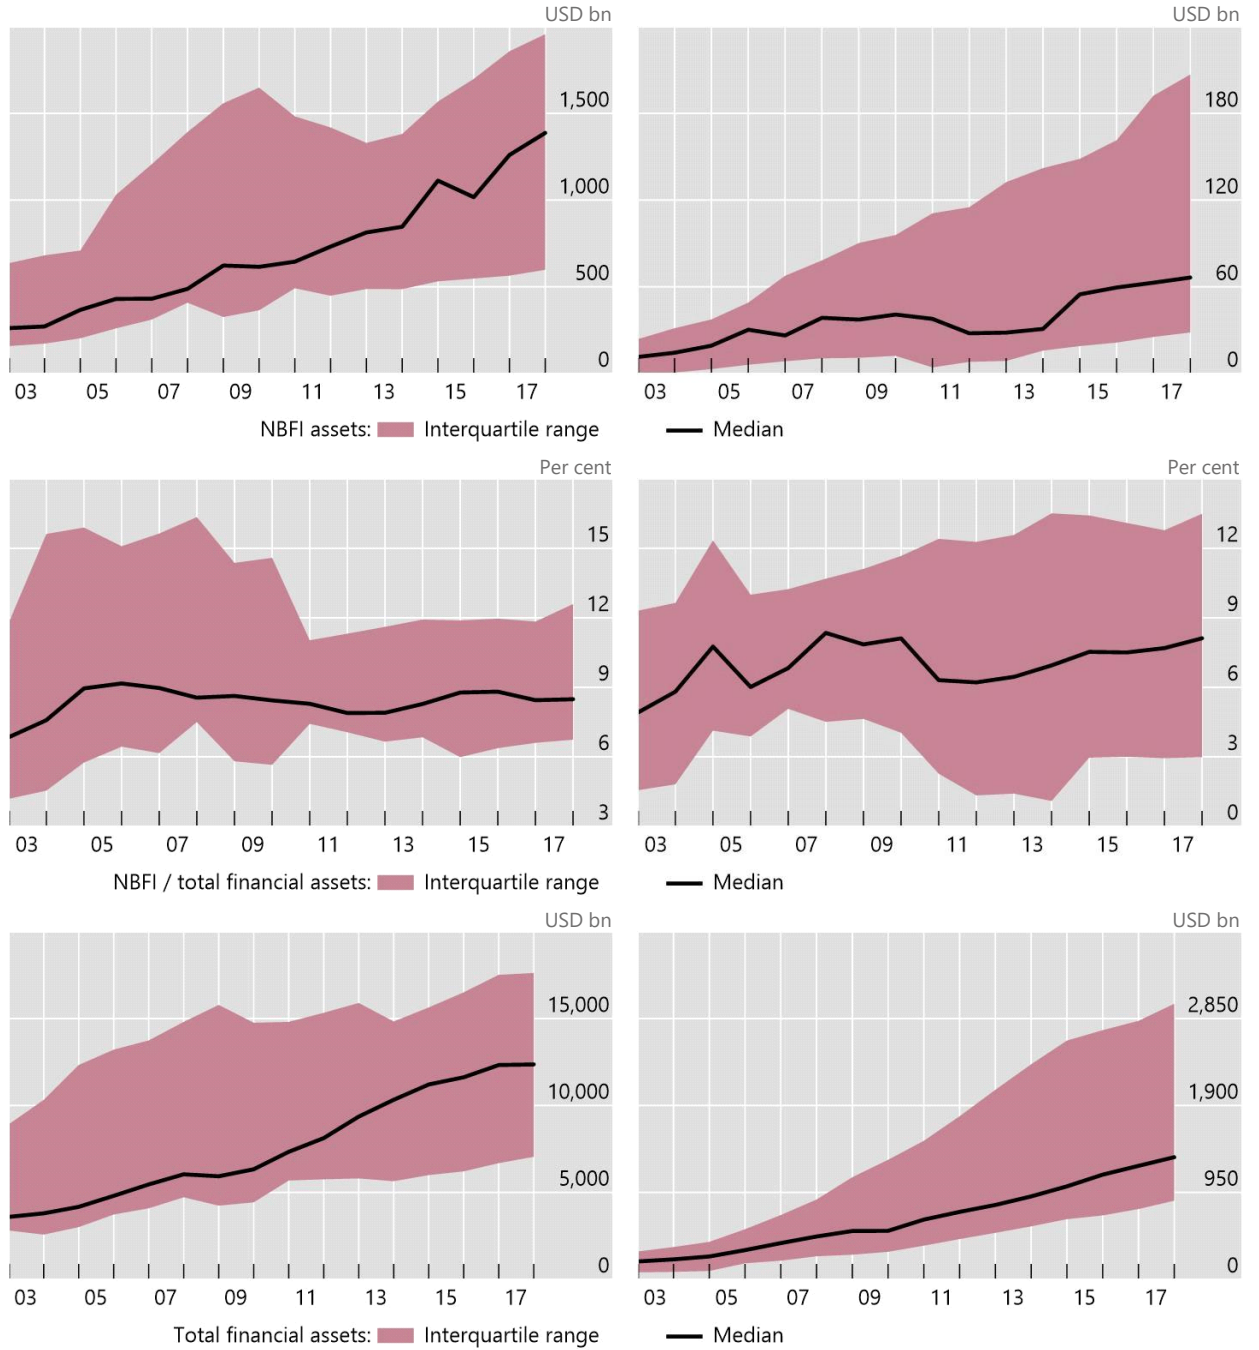 USD bn USD bn
1,500 180
1,000 120
500 60
0 0
03 05 07 09 11 13 15 17 03 05 07 09 11 13 15 17
NBFI assets: Interquartile range Median
Per cent Per cent
15 12
12 9
9 6
6 3
3 0
03 05 07 09 11 13 15 17 03 05 07 09 11 13 15 17
NBFI / total financial assets: Interquartile range Median
USD bn USD bn
15,000 2,850
10,000 1,900
5,000 950
0 0
03 05 07 09 11 13 15 17 03 05 07 09 11 13 15 17
Total financial assets: Interquartile range Median